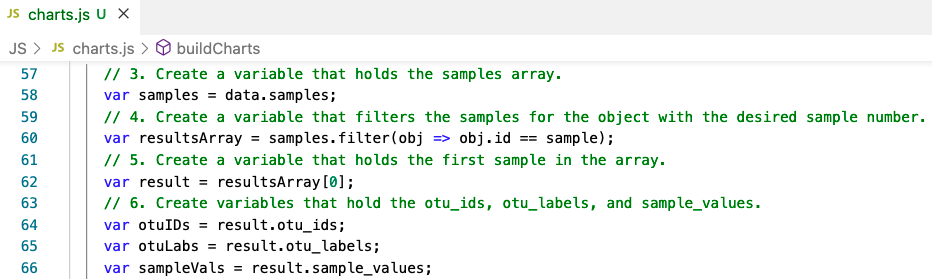 JS charts.js U ×
JS > JS charts.js > buildCharts
57 // 3. Create a variable that holds the samples array.
58 var samples = data.samples;
59 // 4. Create a variable that filters the samples for the object with the desired sample number.
60 var resultsArray = samples.filter(obj => obj.id == sample);
61 // 5. Create a variable that holds the first sample in the array.
62 var result = resultsArray[0];
63 // 6. Create variables that hold the otu_ids, otu_labels, and sample_values.
64 var otuIDs = result.otu_ids;
65 var otuLabs = result.otu_labels;
66 var sampleVals = result.sample_values;